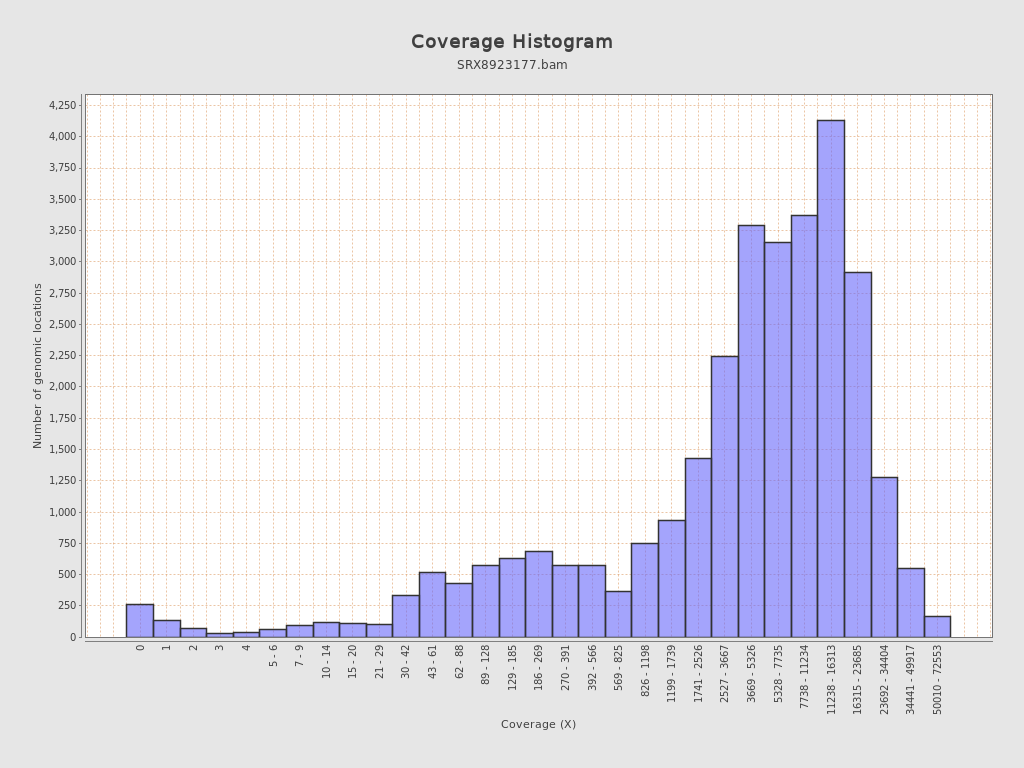 Coverage Histogram
SRX8923177.bam
Number of genomic locations
4,250
4,000
3,750
3,500
3,250
3,000
2,750
2,500
2,250
2,000
1,750
1,500
1,250
1,000
750
500
250
0
0
1
2
3
4
5 - 6
7 - 9
10 - 14
15 - 20
21 - 29
30 - 42
43 - 61
62 - 88
89 - 128
129 - 185
186 - 269
270 - 391
392 - 566
569 - 825
826 - 1198
1199 - 1739
1741 - 2526
2527 - 3667
3669 - 5326
5328 - 7735
7738 - 11234
11238 - 16313
16315 - 23685
23692 - 34404
34441 - 49917
50010 - 72553
Coverage (X)